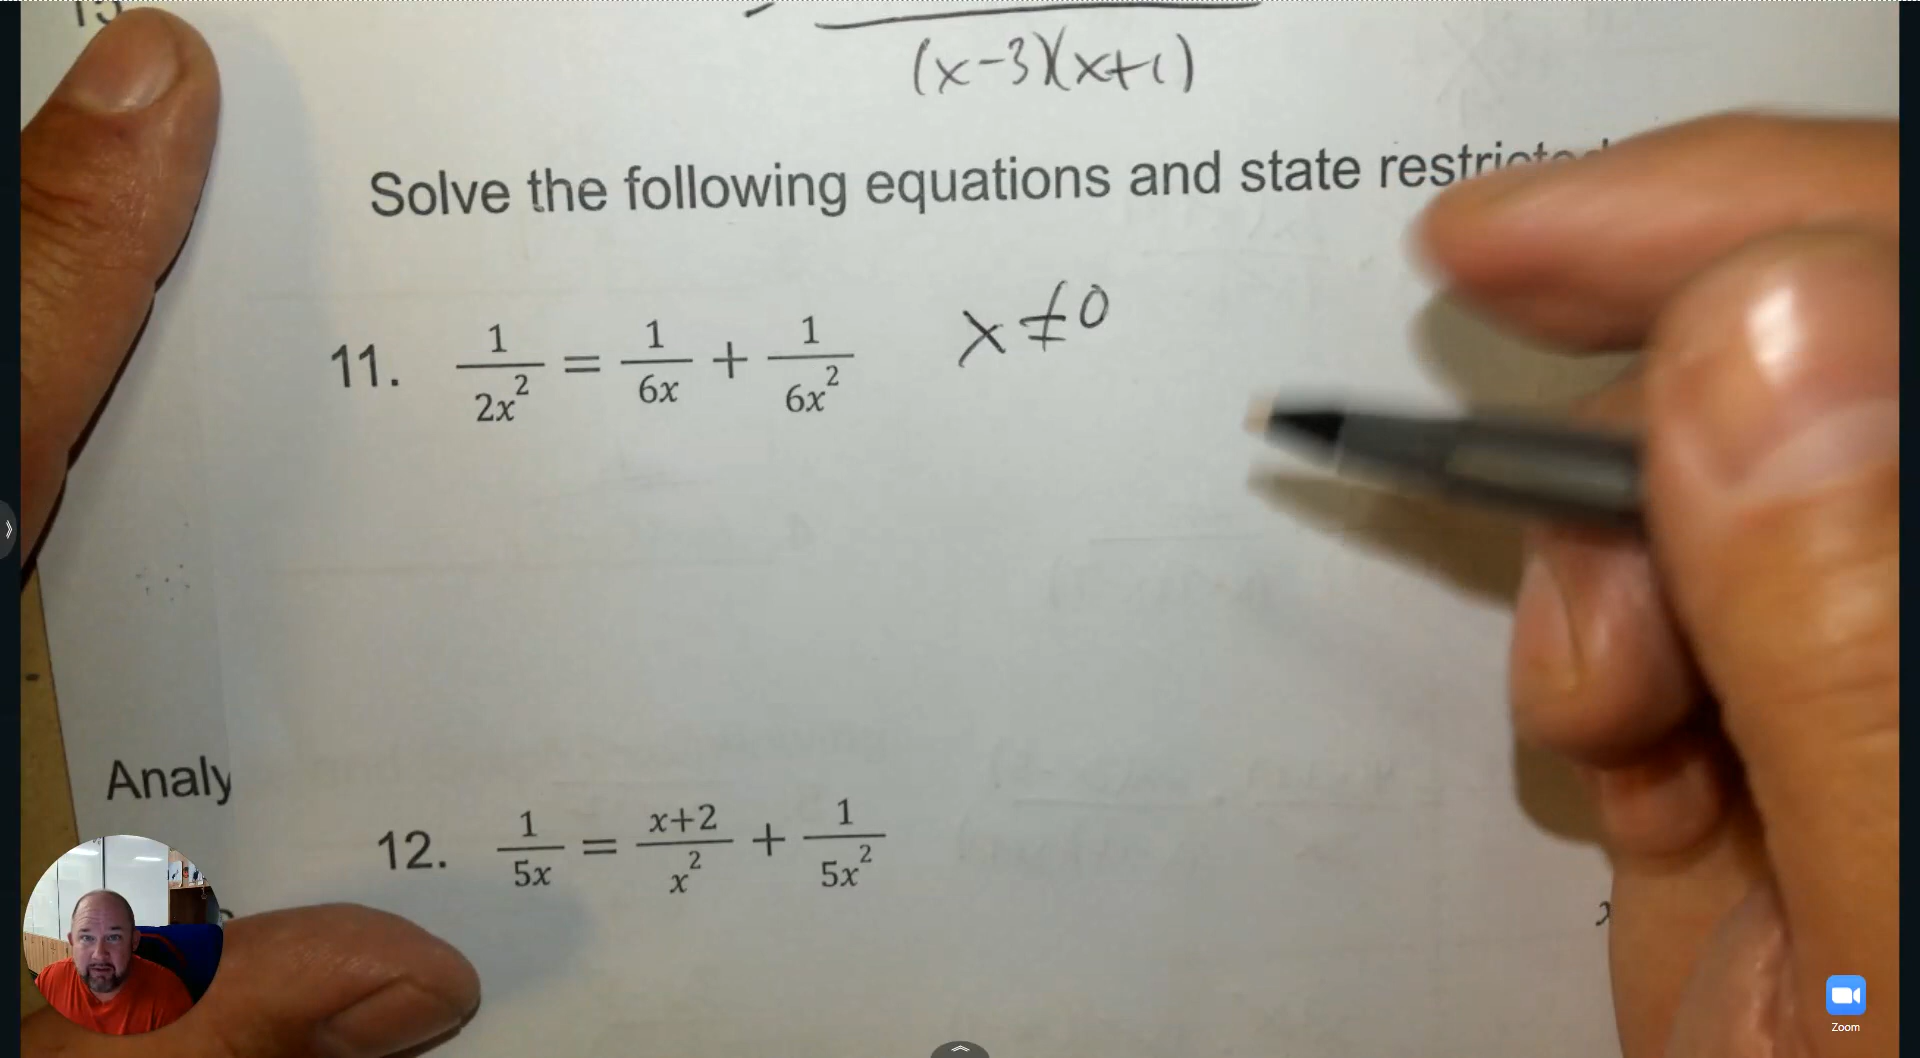 (x-3)(x+1)
Solve the following equations and state
11. 1/2x² = 1/6x + 1/6x² x≠0
Analy
12. 1/5x = x+2/x² + 1/5x²
x
Zoom